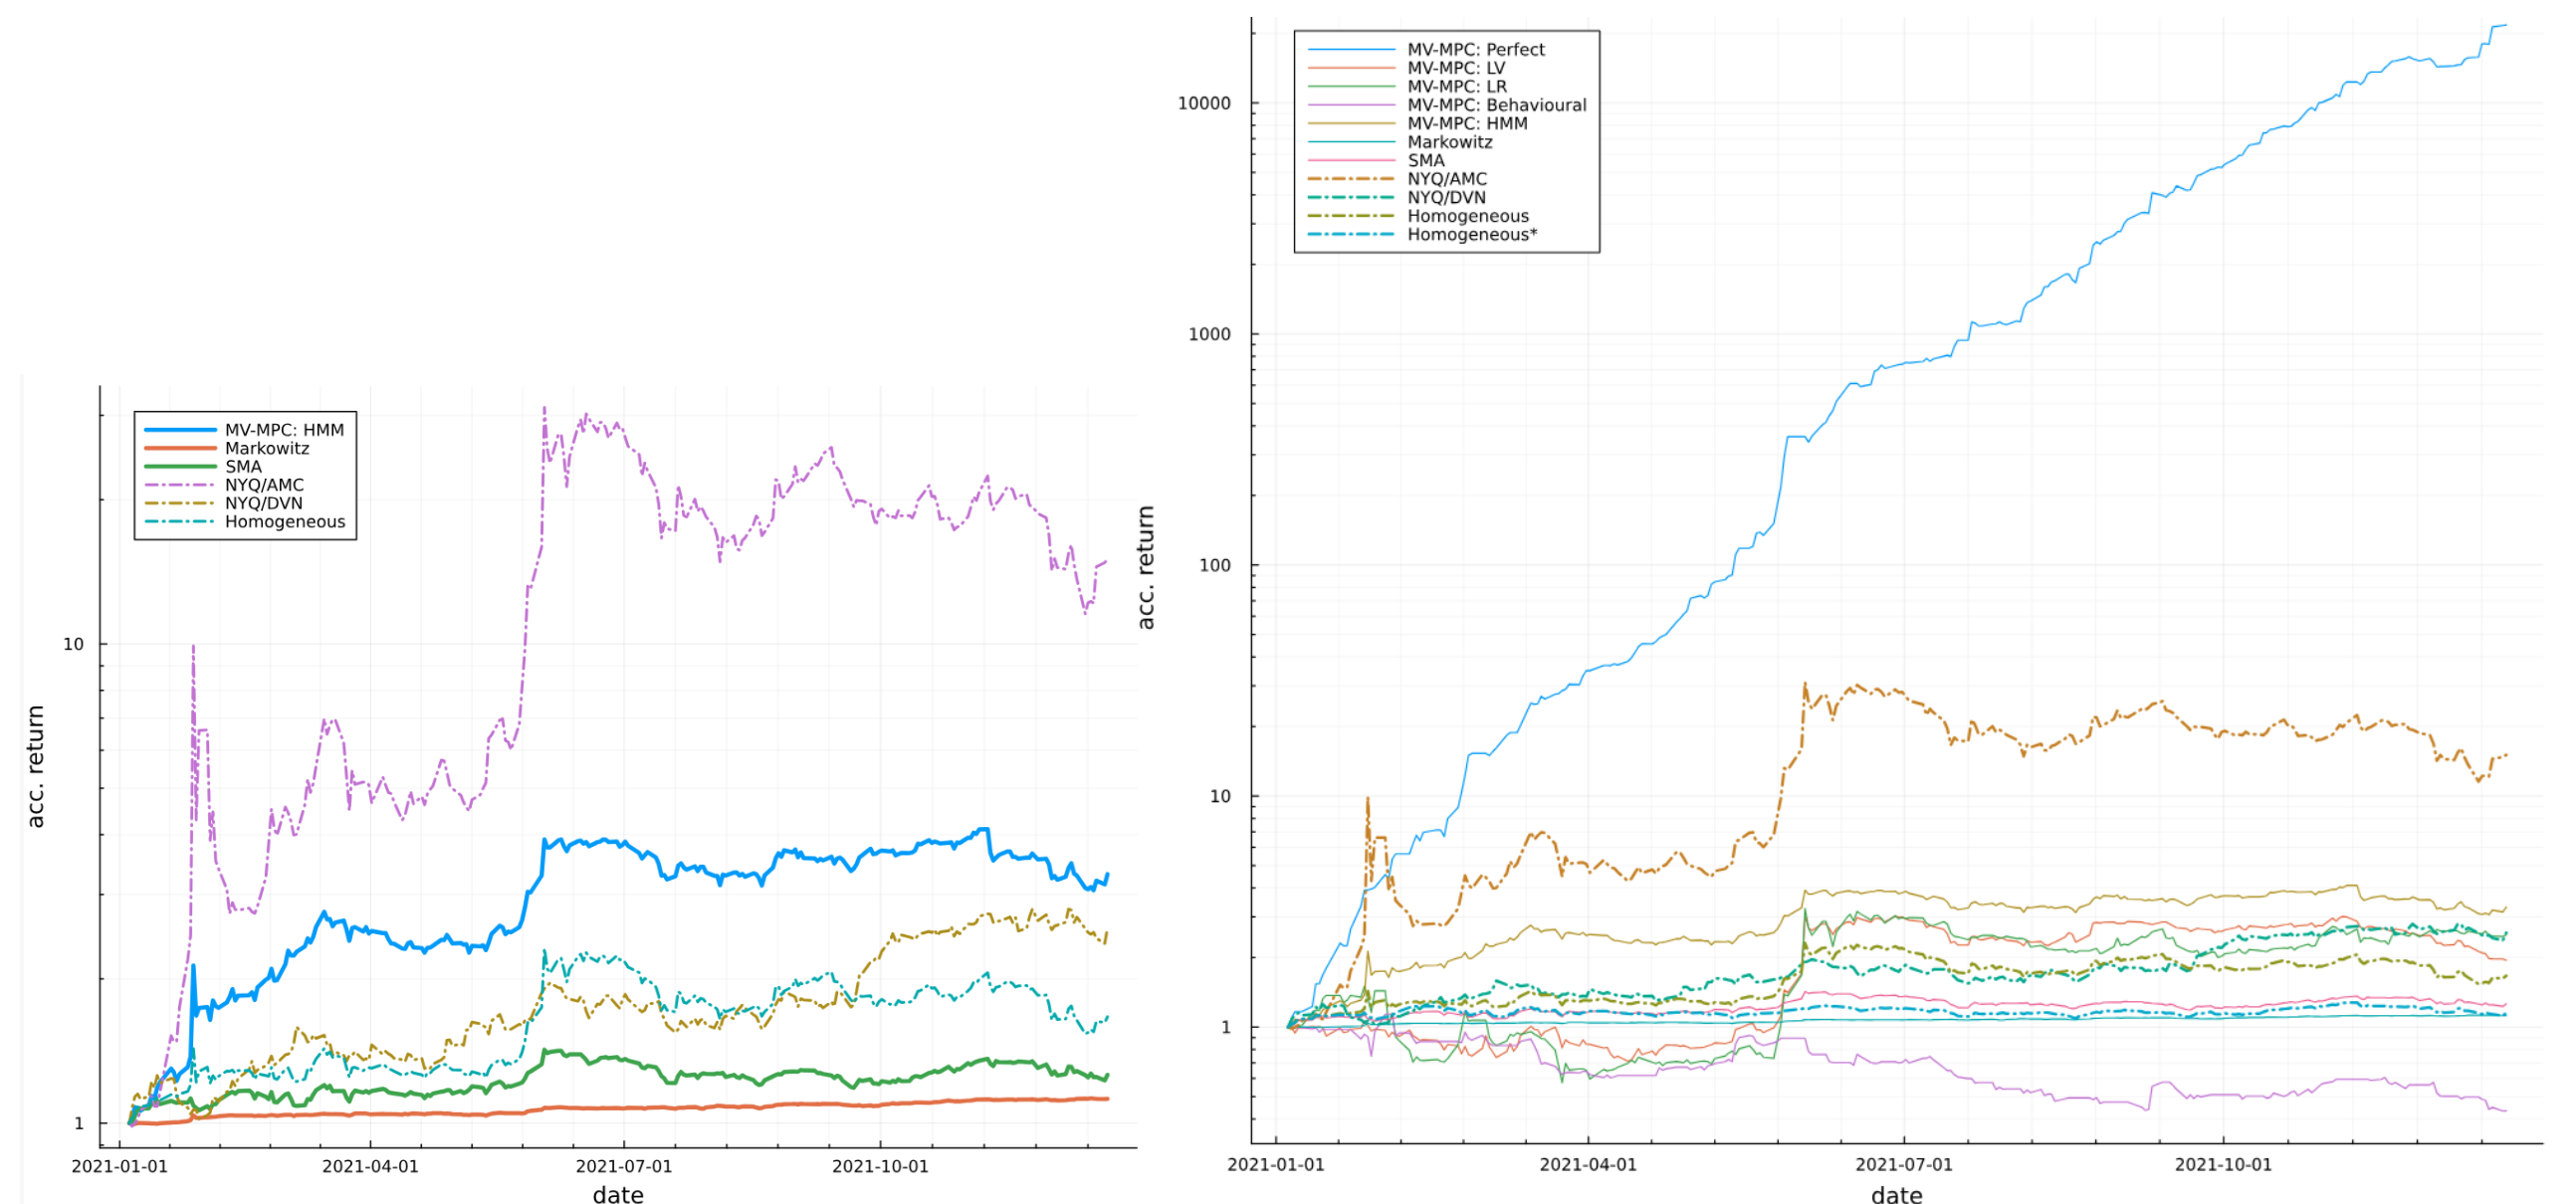 MV-MPC: HMM
Markowitz
SMA
NYQ/AMC
NYQ/DVN
Homogeneous
10
1
acc. return
2021-01-01
2021-04-01
2021-07-01
2021-10-01
date
MV-MPC: Perfect
MV-MPC: LV
MV-MPC: LR
MV-MPC: Behavioural
MV-MPC: HMM
Markowitz
SMA
NYQ/AMC
NYQ/DVN
Homogeneous
Homogeneous*
10000
1000
100
10
1
acc. return
2021-01-01
2021-04-01
2021-07-01
2021-10-01
date